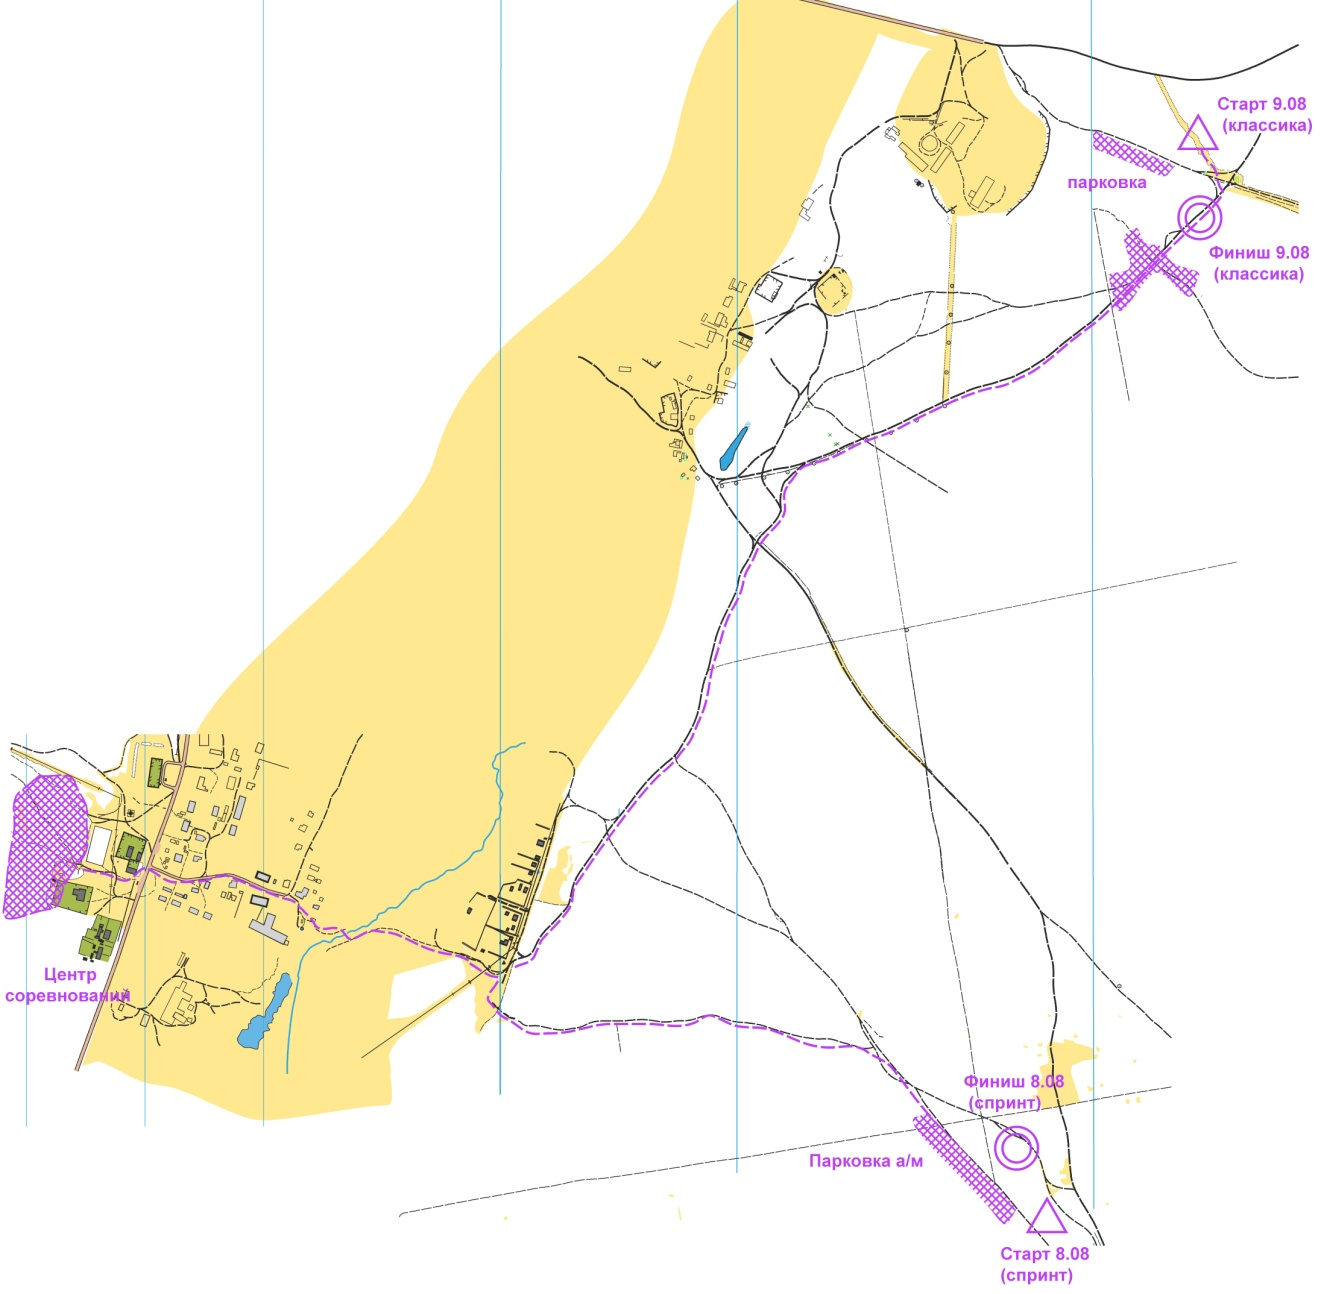 Старт 9.08
(классика)
парковка
Финиш 9.08
(классика)
Центр
соревнований
Финиш 8.08
(спринт)
Парковка а/м
Старт 8.08
(спринт)